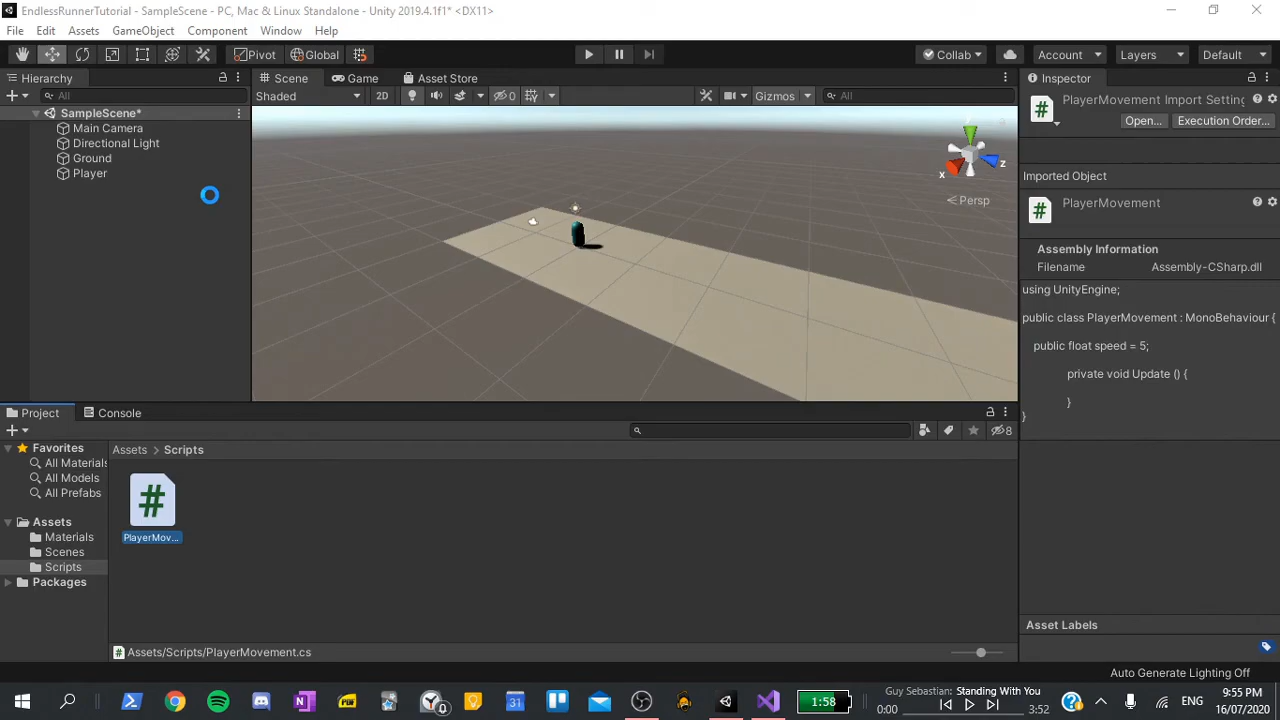 EndlessRunnerTutorial - SampleScene - PC, Mac & Linux Standalone - Unity 2019.4.1f1* <DX11>
File Edit Assets GameObject Component Window Help
Pivot Global Collab Account Layers Default
Hierarchy
All
SampleScene*
Main Camera
Directional Light
Ground
Player
Scene Game Asset Store
Shaded 2D 0 Gizmos All
y
x
z
Persp
Inspector
PlayerMovement Import Setting
Open... Execution Order...
Imported Object
PlayerMovement
Assembly Information
Filename Assembly-CSharp.dll
using UnityEngine;
public class PlayerMovement : MonoBehaviour {
public float speed = 5;
private void Update () {
}
}
Asset Labels
Project Console
8
Favorites
All Materials
All Models
All Prefabs
Assets
Materials
Scenes
Scripts
Packages
Assets > Scripts
#
PlayerMov...
Assets/Scripts/PlayerMovement.cs
Auto Generate Lighting Off
1:58
Guy Sebastian: Standing With You
0:00 3:52
ENG
9:55 PM
16/07/2020